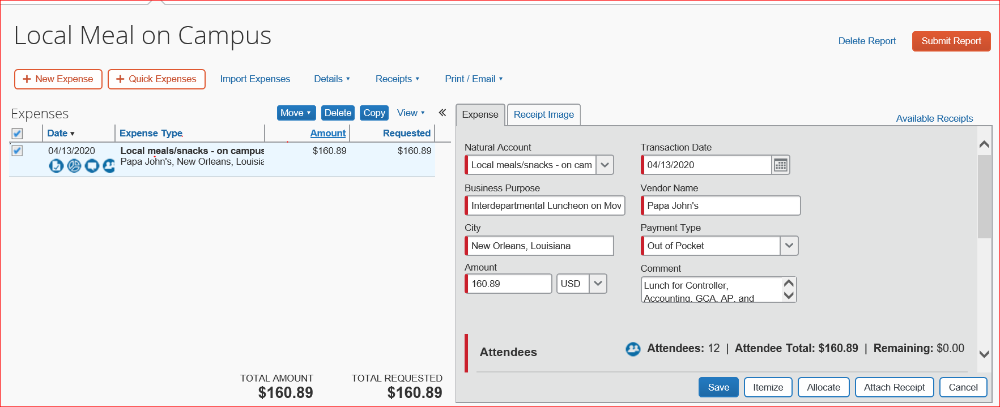 Local Meal on Campus
Delete Report
Submit Report
+ New Expense
+ Quick Expenses
Import Expenses
Details ▾
Receipts ▾
Print / Email ▾
Expenses
Move ▾
Delete
Copy
View ▾
«
Date ▾
Expense Type
Amount
Requested
04/13/2020
Local meals/snacks - on campus
$160.89
$160.89
Papa John's, New Orleans, Louisia
TOTAL AMOUNT
$160.89
TOTAL REQUESTED
$160.89
Expense
Receipt Image
Available Receipts
Natural Account
Transaction Date
Local meals/snacks - on cam
04/13/2020
Business Purpose
Vendor Name
Interdepartmental Luncheon on Mov
Papa John's
City
Payment Type
New Orleans, Louisiana
Out of Pocket
Amount
Comment
160.89
USD
Lunch for Controller,
Accounting, GCA, AP, and
Attendees
Attendees: 12 | Attendee Total: $160.89 | Remaining: $0.00
Save
Itemize
Allocate
Attach Receipt
Cancel